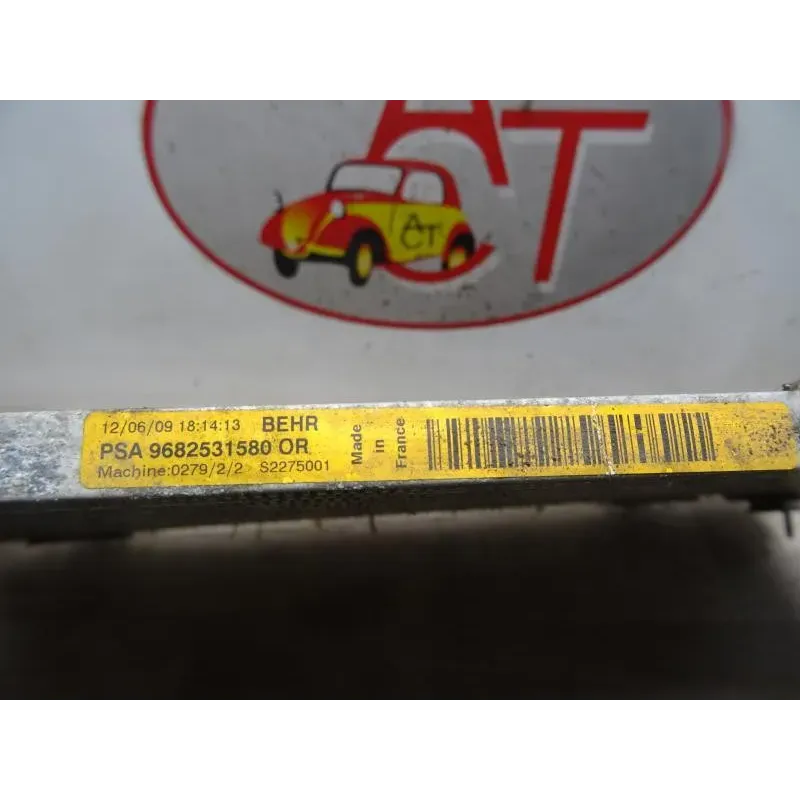 ACT
ACT
12/06/09 18:14:13 BEHR
PSA 9682531580 OR
Machine:0279/2/2 S2275001
Made
in
France